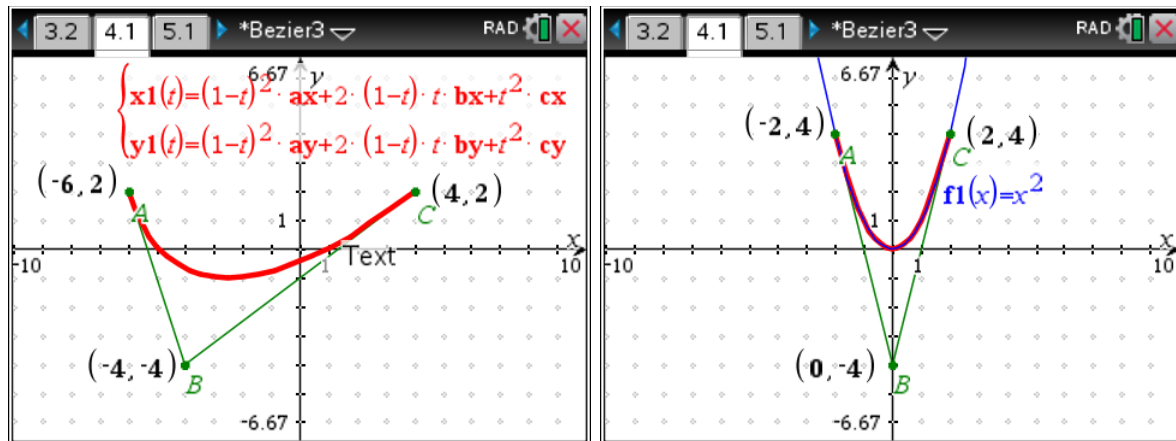 3.2 4.1 5.1 *Bezier3 RAD
6.67 y
x1(t)=(1-t)²· ax+2·(1-t)·t·bx+t²·cx
y1(t)=(1-t)²· ay+2·(1-t)·t·by+t²·cy
(-6,2)
A
(4,2)
C
1
x
-10
1
Text
10
(-4,-4)
B
-6.67
3.2 4.1 5.1 *Bezier3 RAD
6.67 y
(-2,4)
A
(2,4)
C
f1(x)=x²
1
x
-10
1
10
(0,-4)
B
-6.67